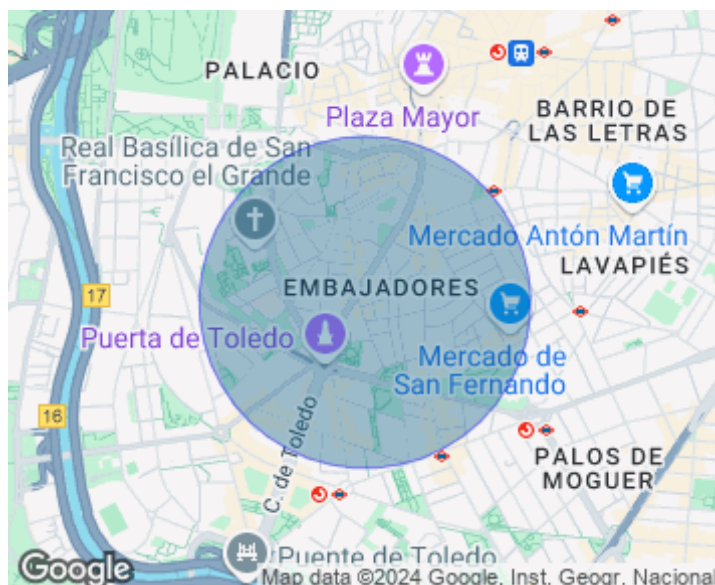 PALACIO
Plaza Mayor
BARRIO DE
LAS LETRAS
Real Basílica de San
Francisco el Grande
Mercado Antón Martín
LAVAPIÉS
EMBAJADORES
17
Puerta de Toledo
Mercado de
San Fernando
16
C. de Toledo
PALOS DE
MOGUER
Puente de Toledo
Google
Map data ©2024 Google, Inst. Geogr. Nacional